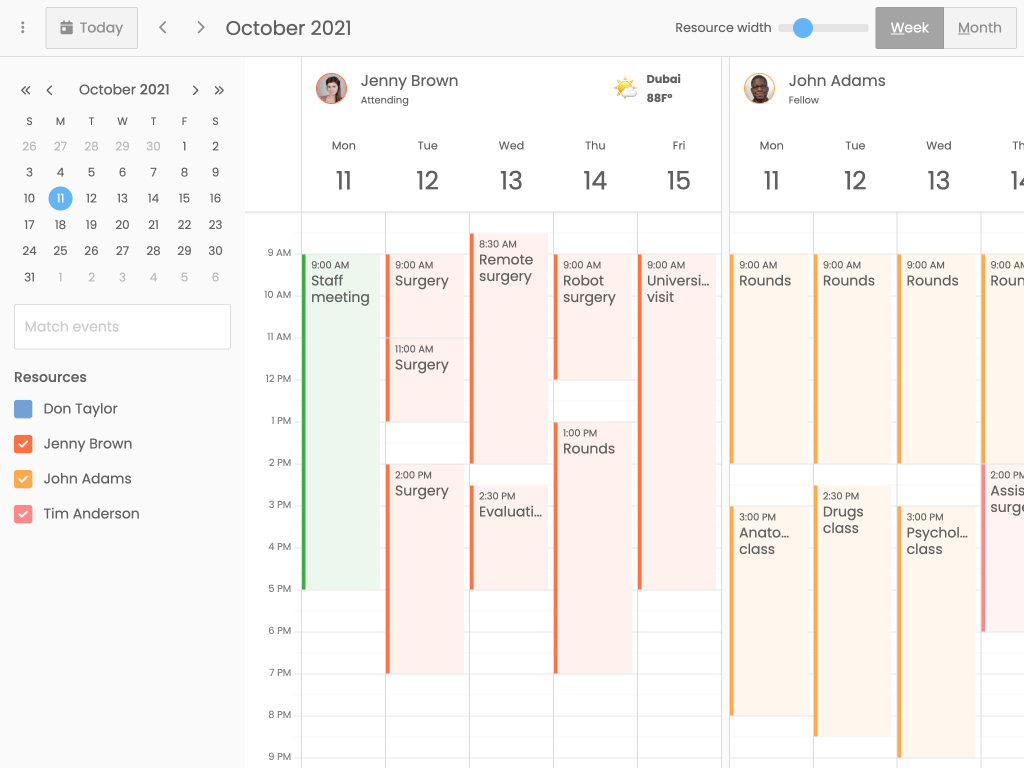 Today
October 2021
Resource width
Week
Month
October 2021
S M T W T F S
26 27 28 29 30 1 2
3 4 5 6 7 8 9
10 11 12 13 14 15 16
17 18 19 20 21 22 23
24 25 26 27 28 29 30
31 1 2 3 4 5 6
Match events
Resources
Don Taylor
Jenny Brown
John Adams
Tim Anderson
Jenny Brown
Attending
Dubai
88Fº
John Adams
Fellow
Mon Tue Wed Thu Fri
11 12 13 14 15
Mon Tue Wed Th
11 12 13 14
9 AM
10 AM
11 AM
12 PM
1 PM
2 PM
3 PM
4 PM
5 PM
6 PM
7 PM
8 PM
9 PM
9:00 AM
Staff
meeting
9:00 AM
Surgery
11:00 AM
Surgery
2:00 PM
Surgery
8:30 AM
Remote
surgery
2:30 PM
Evaluati...
9:00 AM
Robot
surgery
1:00 PM
Rounds
9:00 AM
Universi...
visit
9:00 AM
Rounds
3:00 PM
Anato...
class
9:00 AM
Rounds
2:30 PM
Drugs
class
9:00 AM
Rounds
3:00 PM
Psychol...
class
9:00 A
Roun
2:00 P
Assis
surge